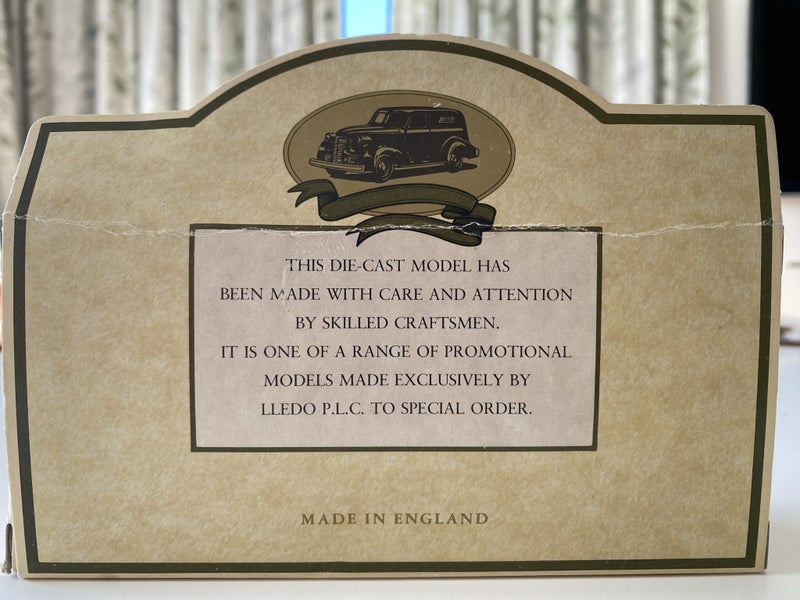 THIS DIE-CAST MODEL HAS
BEEN MADE WITH CARE AND ATTENTION
BY SKILLED CRAFTSMEN.
IT IS ONE OF A RANGE OF PROMOTIONAL
MODELS MADE EXCLUSIVELY BY
LLEDO P.L.C. TO SPECIAL ORDER.
MADE IN ENGLAND